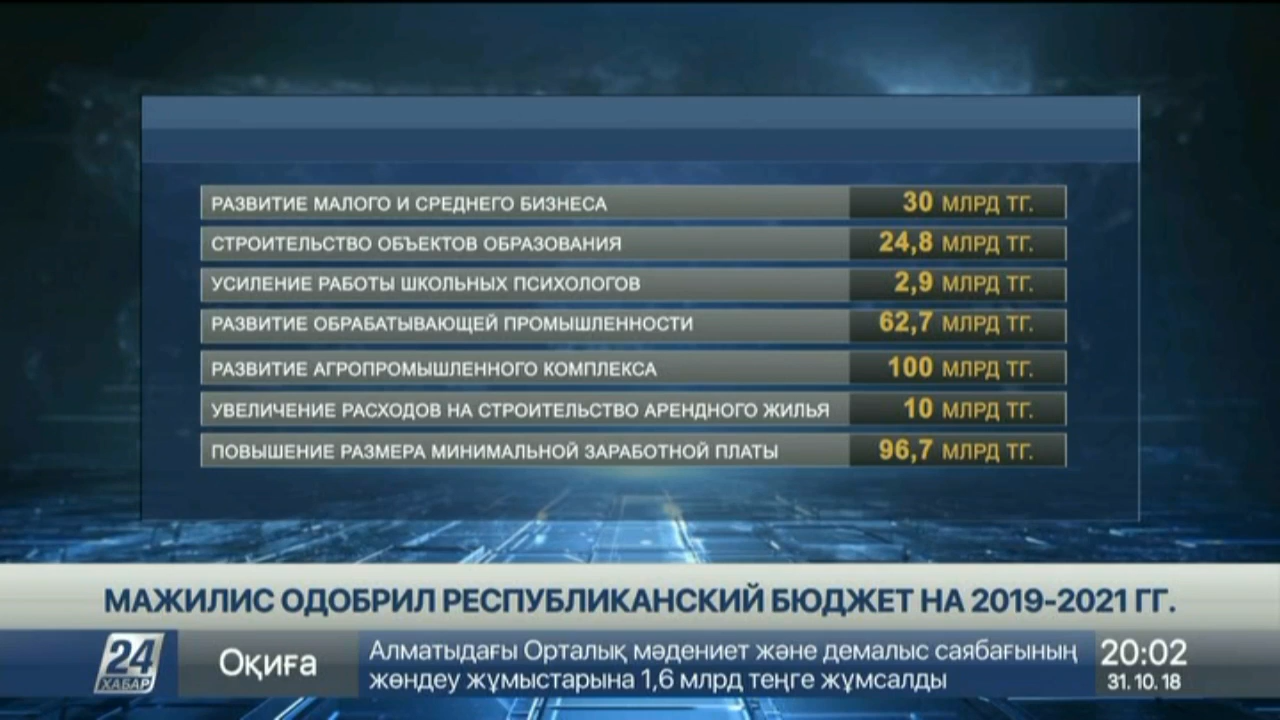 РАЗВИТИЕ МАЛОГО И СРЕДНЕГО БИЗНЕСА 30 МЛРД ТГ.
СТРОИТЕЛЬСТВО ОБЪЕКТОВ ОБРАЗОВАНИЯ 24,8 МЛРД ТГ.
УСИЛЕНИЕ РАБОТЫ ШКОЛЬНЫХ ПСИХОЛОГОВ 2,9 МЛРД ТГ.
РАЗВИТИЕ ОБРАБАТЫВАЮЩЕЙ ПРОМЫШЛЕННОСТИ 62,7 МЛРД ТГ.
РАЗВИТИЕ АГРОПРОМЫШЛЕННОГО КОМПЛЕКСА 100 МЛРД ТГ.
УВЕЛИЧЕНИЕ РАСХОДОВ НА СТРОИТЕЛЬСТВО АРЕНДНОГО ЖИЛЬЯ 10 МЛРД ТГ.
ПОВЫШЕНИЕ РАЗМЕРА МИНИМАЛЬНОЙ ЗАРАБОТНОЙ ПЛАТЫ 96,7 МЛРД ТГ.
МАЖИЛИС ОДОБРИЛ РЕСПУБЛИКАНСКИЙ БЮДЖЕТ НА 2019-2021 ГГ.
24
ХАБАР
Оқиға
Алматыдағы Орталық мәдениет және демалыс саябағының
жөндеу жұмыстарына 1,6 млрд теңге жұмсалды
20:02
31.10.18